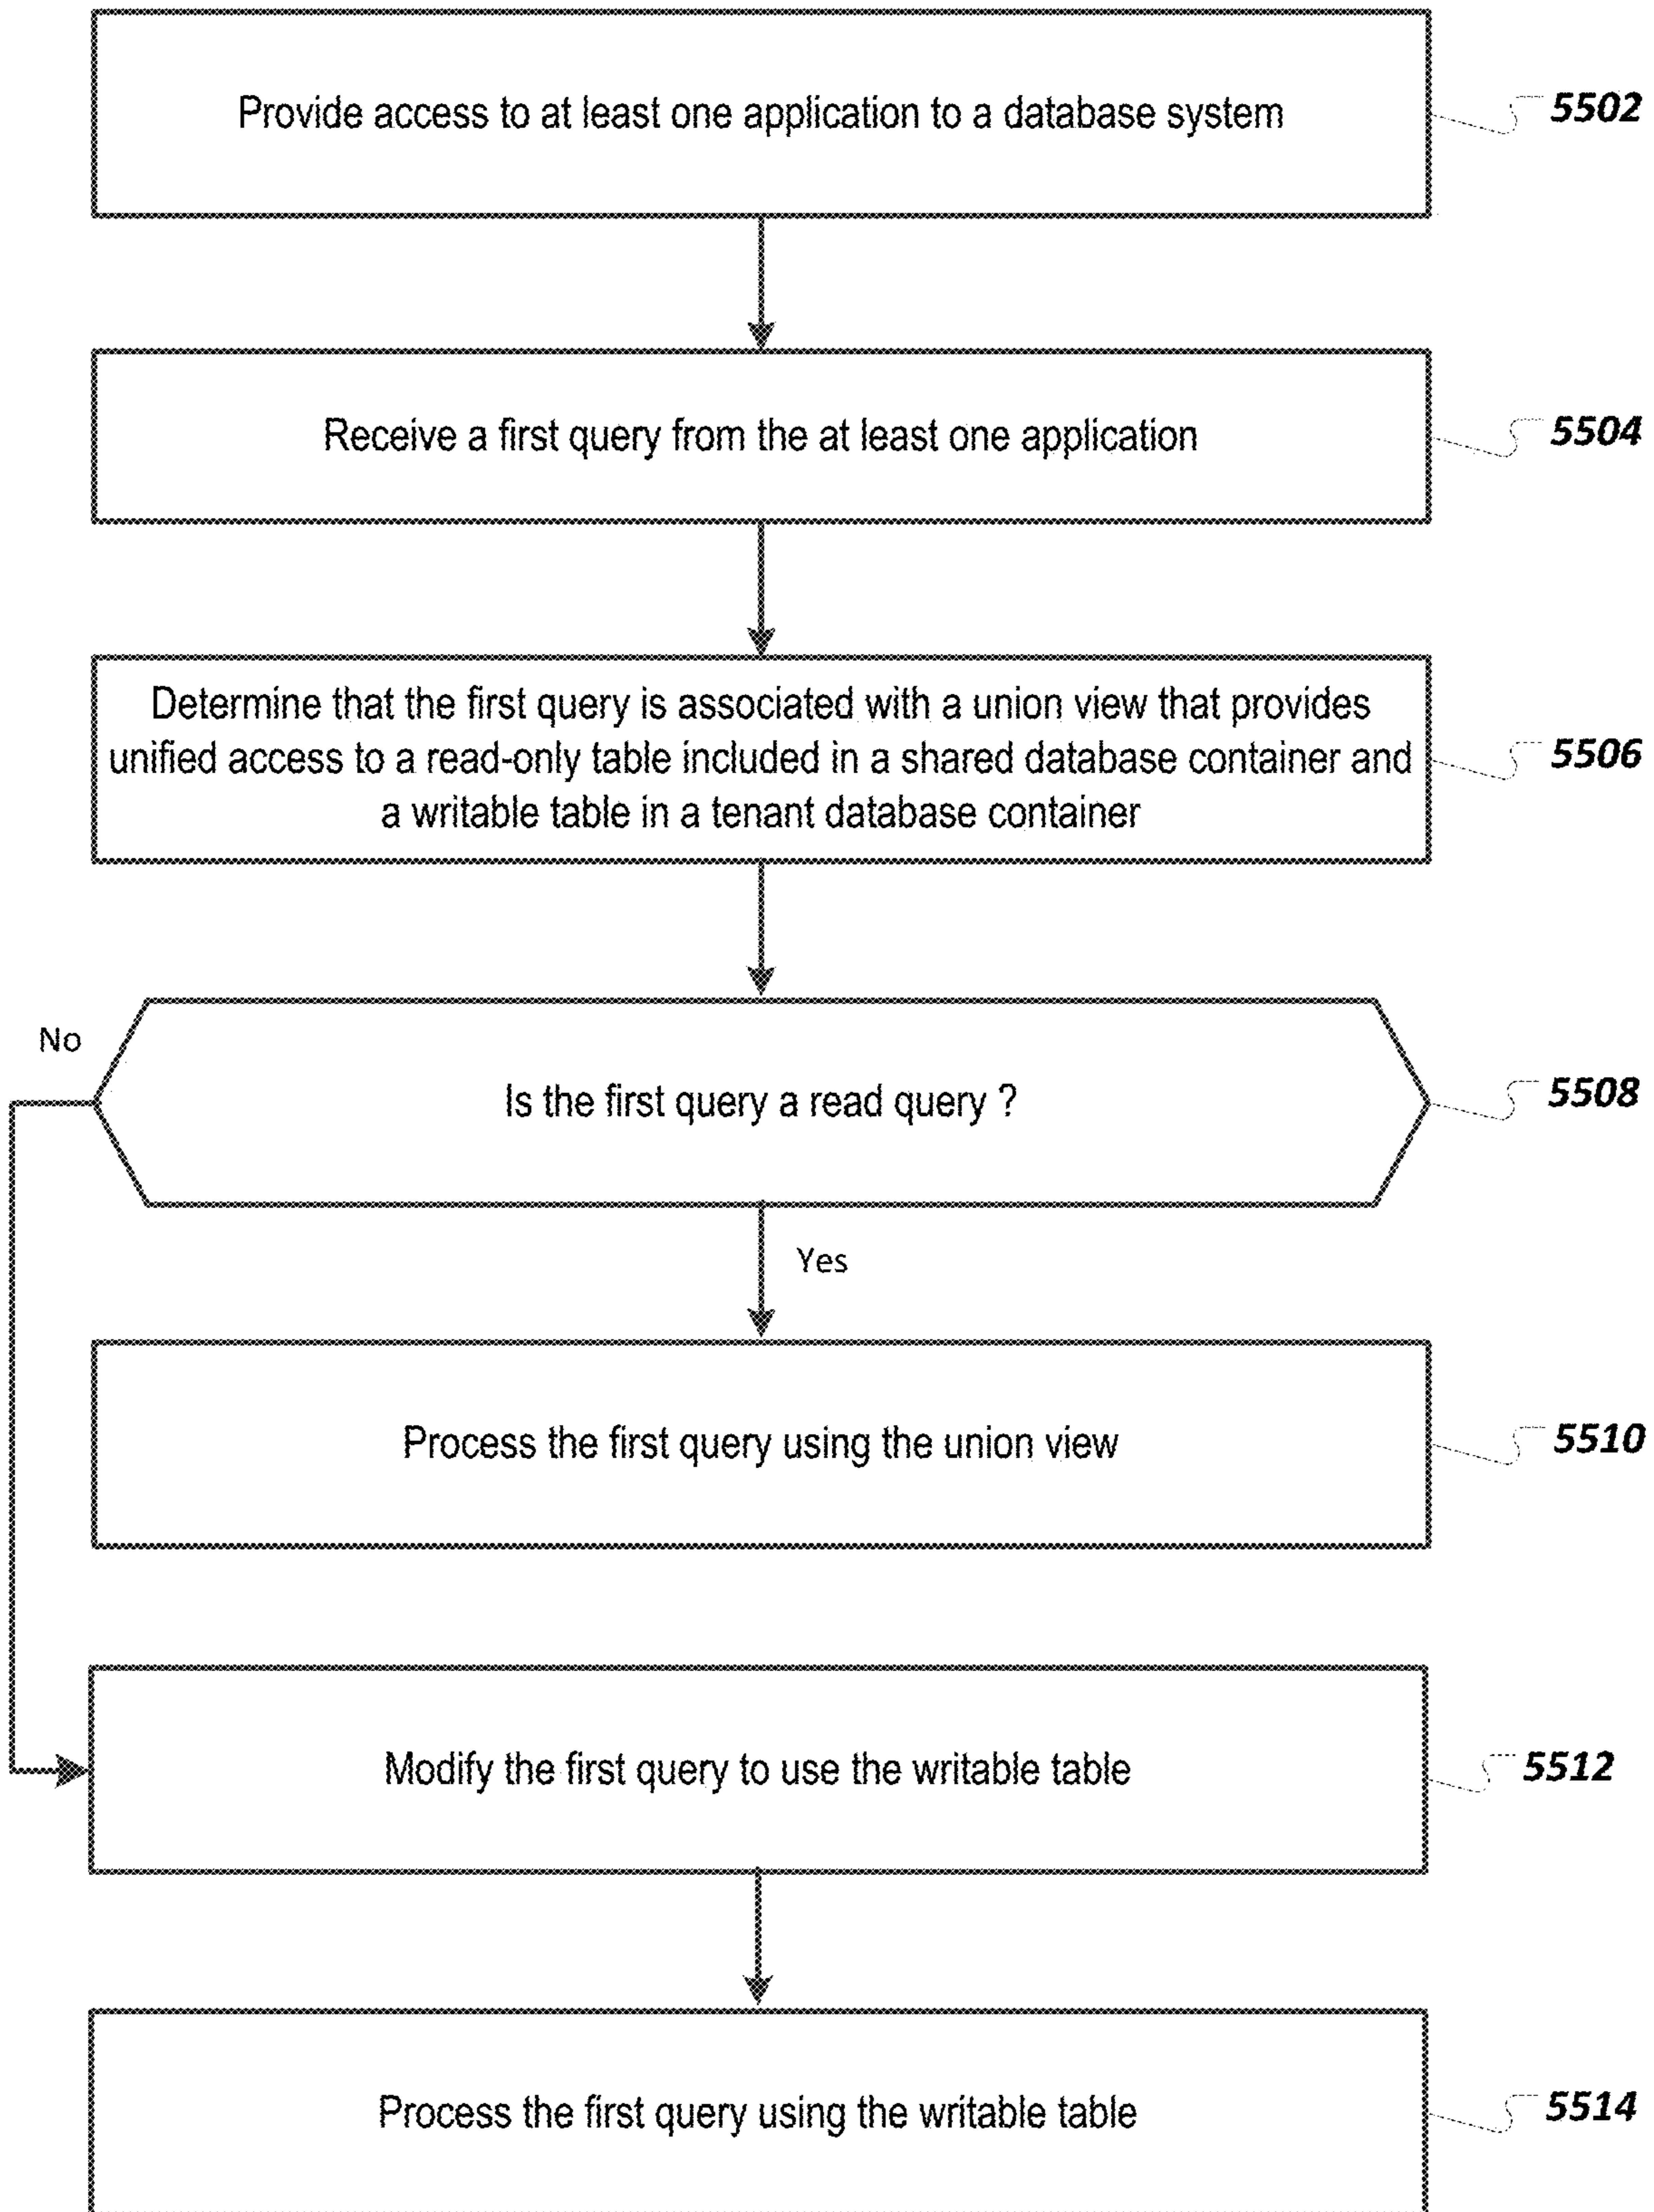 Provide access to at least one application to a database system
5502
Receive a first query from the at least one application
5504
Determine that the first query is associated with a union view that provides
unified access to a read-only table included in a shared database container and
a writable table in a tenant database container
5506
No
Is the first query a read query ?
5508
Yes
Process the first query using the union view
5510
Modify the first query to use the writable table
5512
Process the first query using the writable table
5514